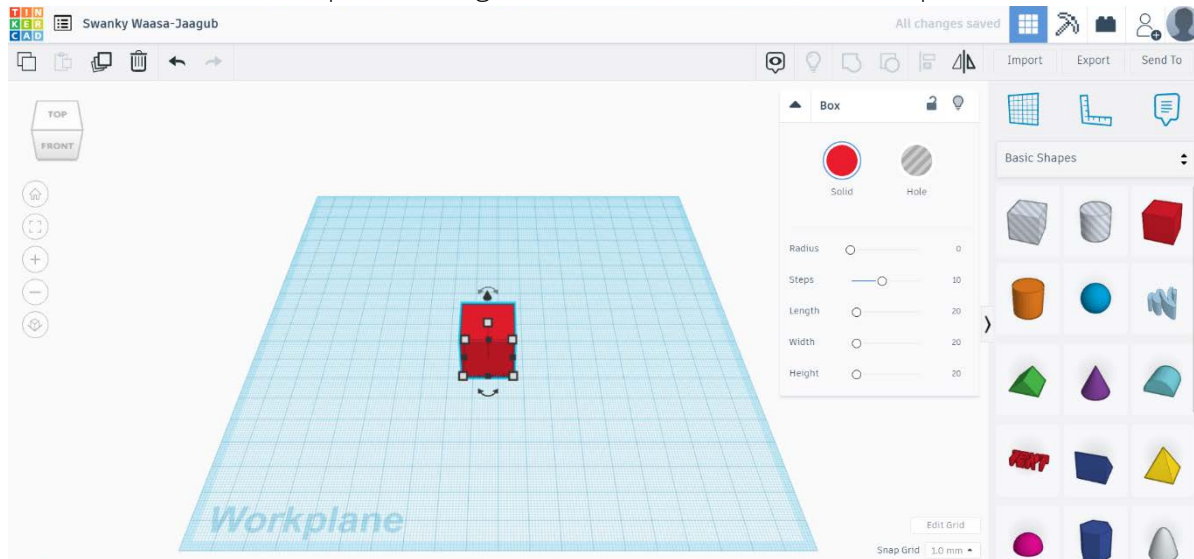 TIN
KER
CAD
Swanky Waasa-Jaagub
All changes saved
Import
Export
Send To
TOP
FRONT
Box
Solid
Hole
Radius 0
Steps 10
Length 20
Width 20
Height 20
Basic Shapes
TEXT
Workplane
Edit Grid
Snap Grid 1.0 mm